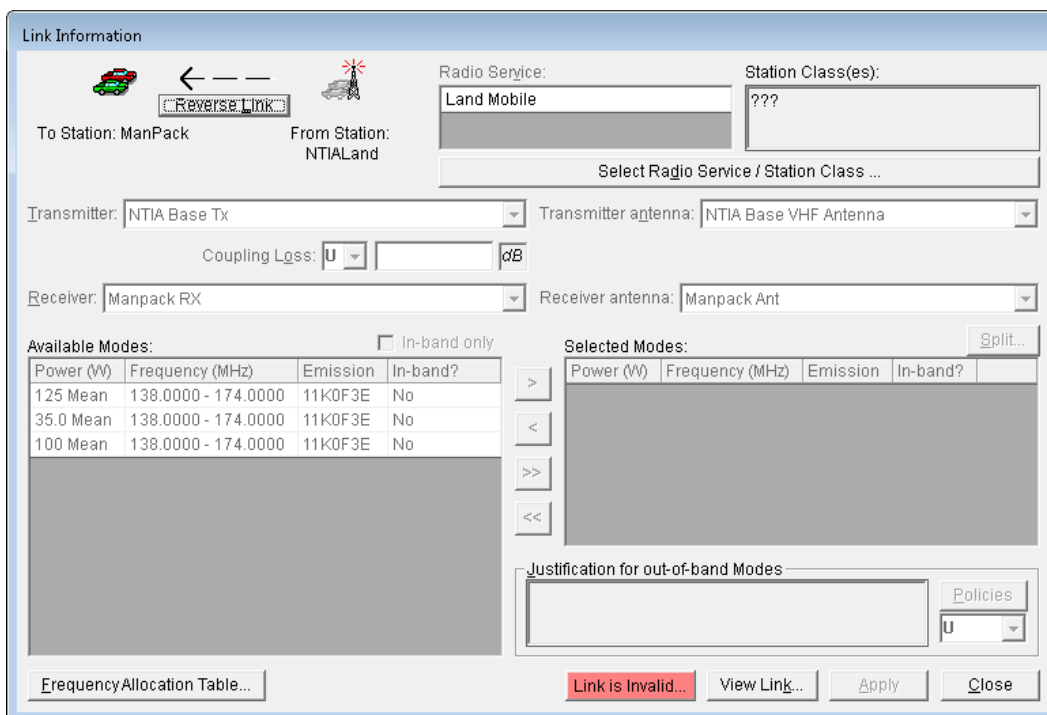 Link Information
Radio Service:
Station Class(es):
Reverse Link
Land Mobile
???
To Station: ManPack
From Station:
NTIALand
Select Radio Service / Station Class ...
Transmitter: NTIA Base Tx
Transmitter antenna: NTIA Base VHF Antenna
Coupling Loss: U dB
Receiver: Manpack RX
Receiver antenna: Manpack Ant
Available Modes: In-band only
Selected Modes: Split...
Power (W) Frequency (MHz) Emission In-band?
125 Mean 138.0000 - 174.0000 11K0F3E No
35.0 Mean 138.0000 - 174.0000 11K0F3E No
100 Mean 138.0000 - 174.0000 11K0F3E No
>
<
>>
<<
Power (W) Frequency (MHz) Emission In-band?
Justification for out-of-band Modes
Policies
U
Frequency Allocation Table...
Link is Invalid... View Link... Apply Close